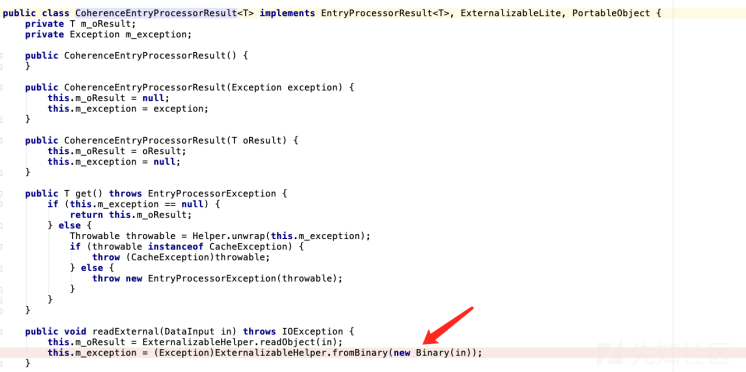 public class CoherenceEntryProcessorResult<T> implements EntryProcessorResult<T>, ExternalizableLite, PortableObject {
    private T m_oResult;
    private Exception m_exception;

    public CoherenceEntryProcessorResult() {
    }

    public CoherenceEntryProcessorResult(Exception exception) {
        this.m_oResult = null;
        this.m_exception = exception;
    }

    public CoherenceEntryProcessorResult(T oResult) {
        this.m_oResult = oResult;
        this.m_exception = null;
    }

    public T get() throws EntryProcessorException {
        if (this.m_exception == null) {
            return this.m_oResult;
        } else {
            Throwable throwable = Helper.unwrap(this.m_exception);
            if (throwable instanceof CacheException) {
                throw (CacheException)throwable;
            } else {
                throw new EntryProcessorException(throwable);
            }
        }
    }

    public void readExternal(DataInput in) throws IOException {
        this.m_oResult = ExternalizableHelper.readObject(in);
        this.m_exception = (Exception)ExternalizableHelper.fromBinary(new Binary(in));
    }
先知社区